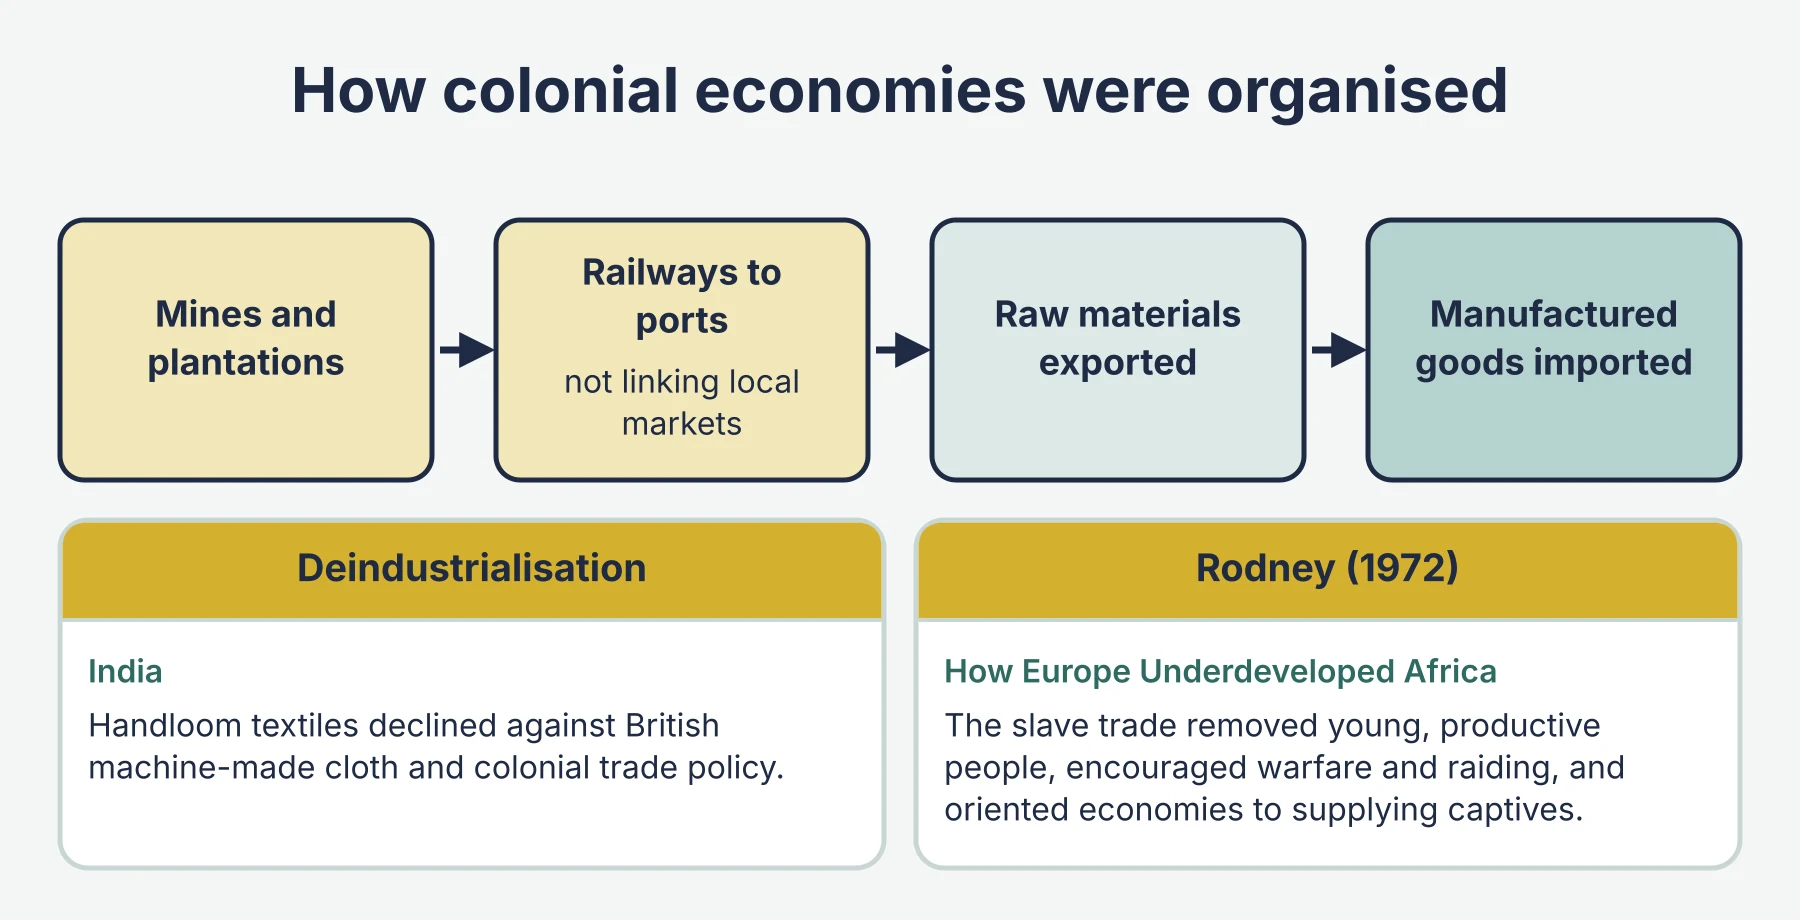 How colonial economies were organised
Mines and
plantations
Railways to
ports
not linking local
markets
Raw materials
exported
Manufactured
goods imported
Deindustrialisation
India
Handloom textiles declined against British
machine-made cloth and colonial trade policy.
Rodney (1972)
How Europe Underdeveloped Africa
The slave trade removed young, productive
people, encouraged warfare and raiding, and
oriented economies to supplying captives.